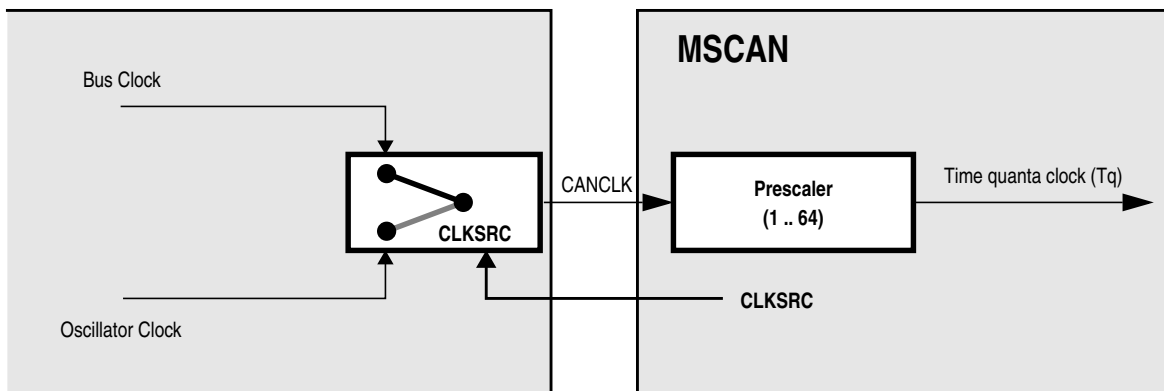 MSCAN
Bus Clock
CANCLK
Prescaler
(1 .. 64)
Time quanta clock (Tq)
CLKSRC
CLKSRC
Oscillator Clock